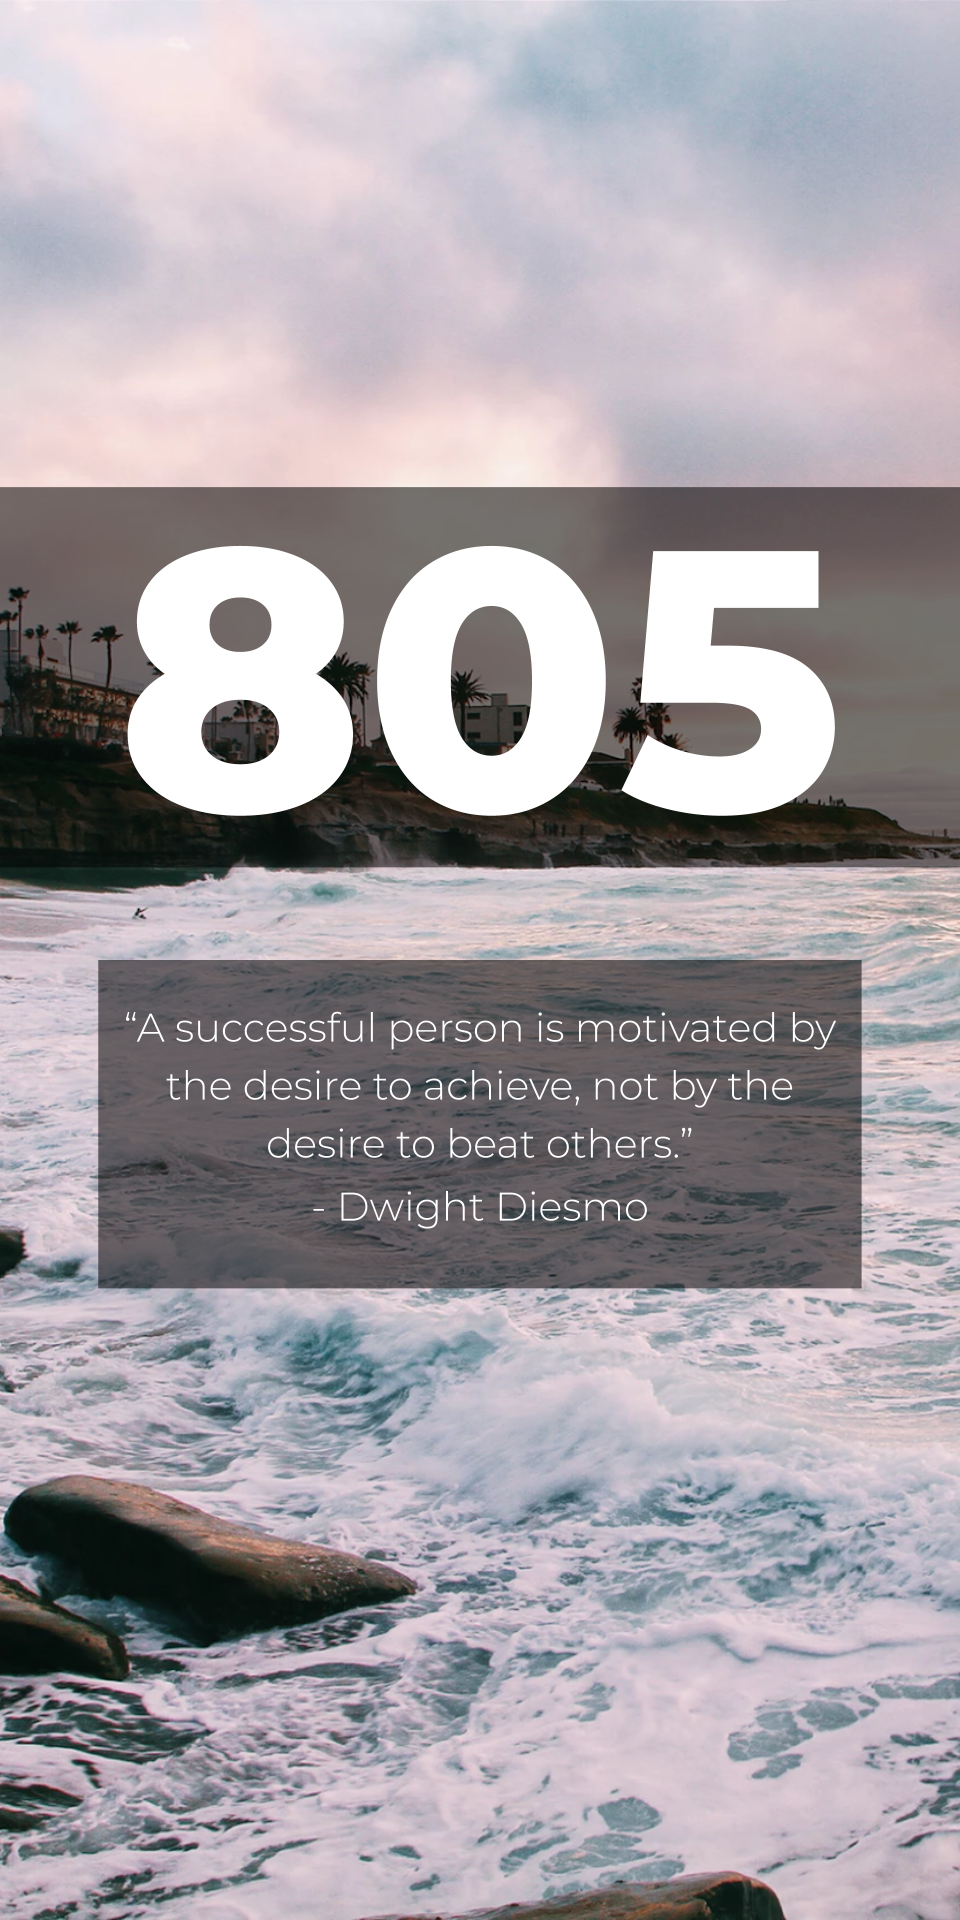 805
“A successful person is motivated by
the desire to achieve, not by the
desire to beat others.”
- Dwight Diesmo